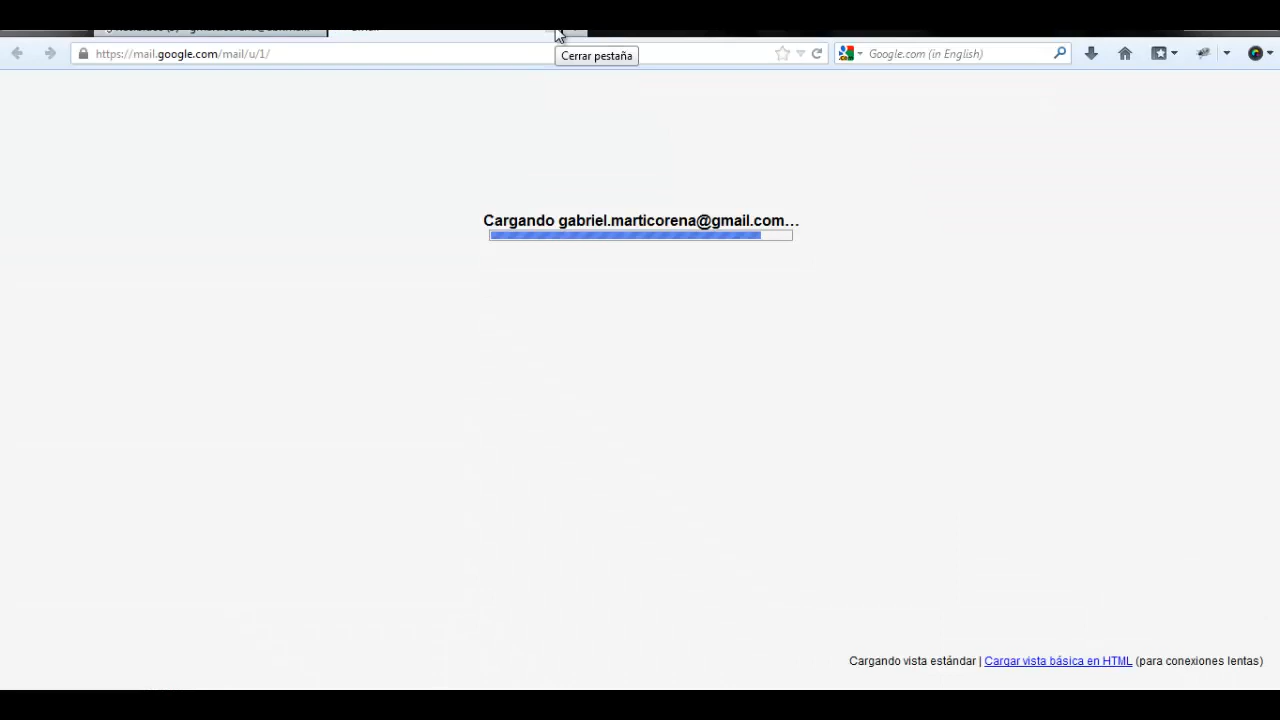 https://mail.google.com/mail/u/1/
Google.com (in English)
Cerrar pestaña
Cargando gabriel.marticorena@gmail.com...
Cargando vista estándar | Cargar vista básica en HTML (para conexiones lentas)